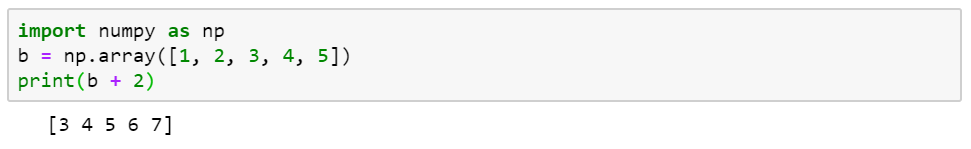 import numpy as np
b = np.array([1, 2, 3, 4, 5])
print(b + 2)
[3 4 5 6 7]